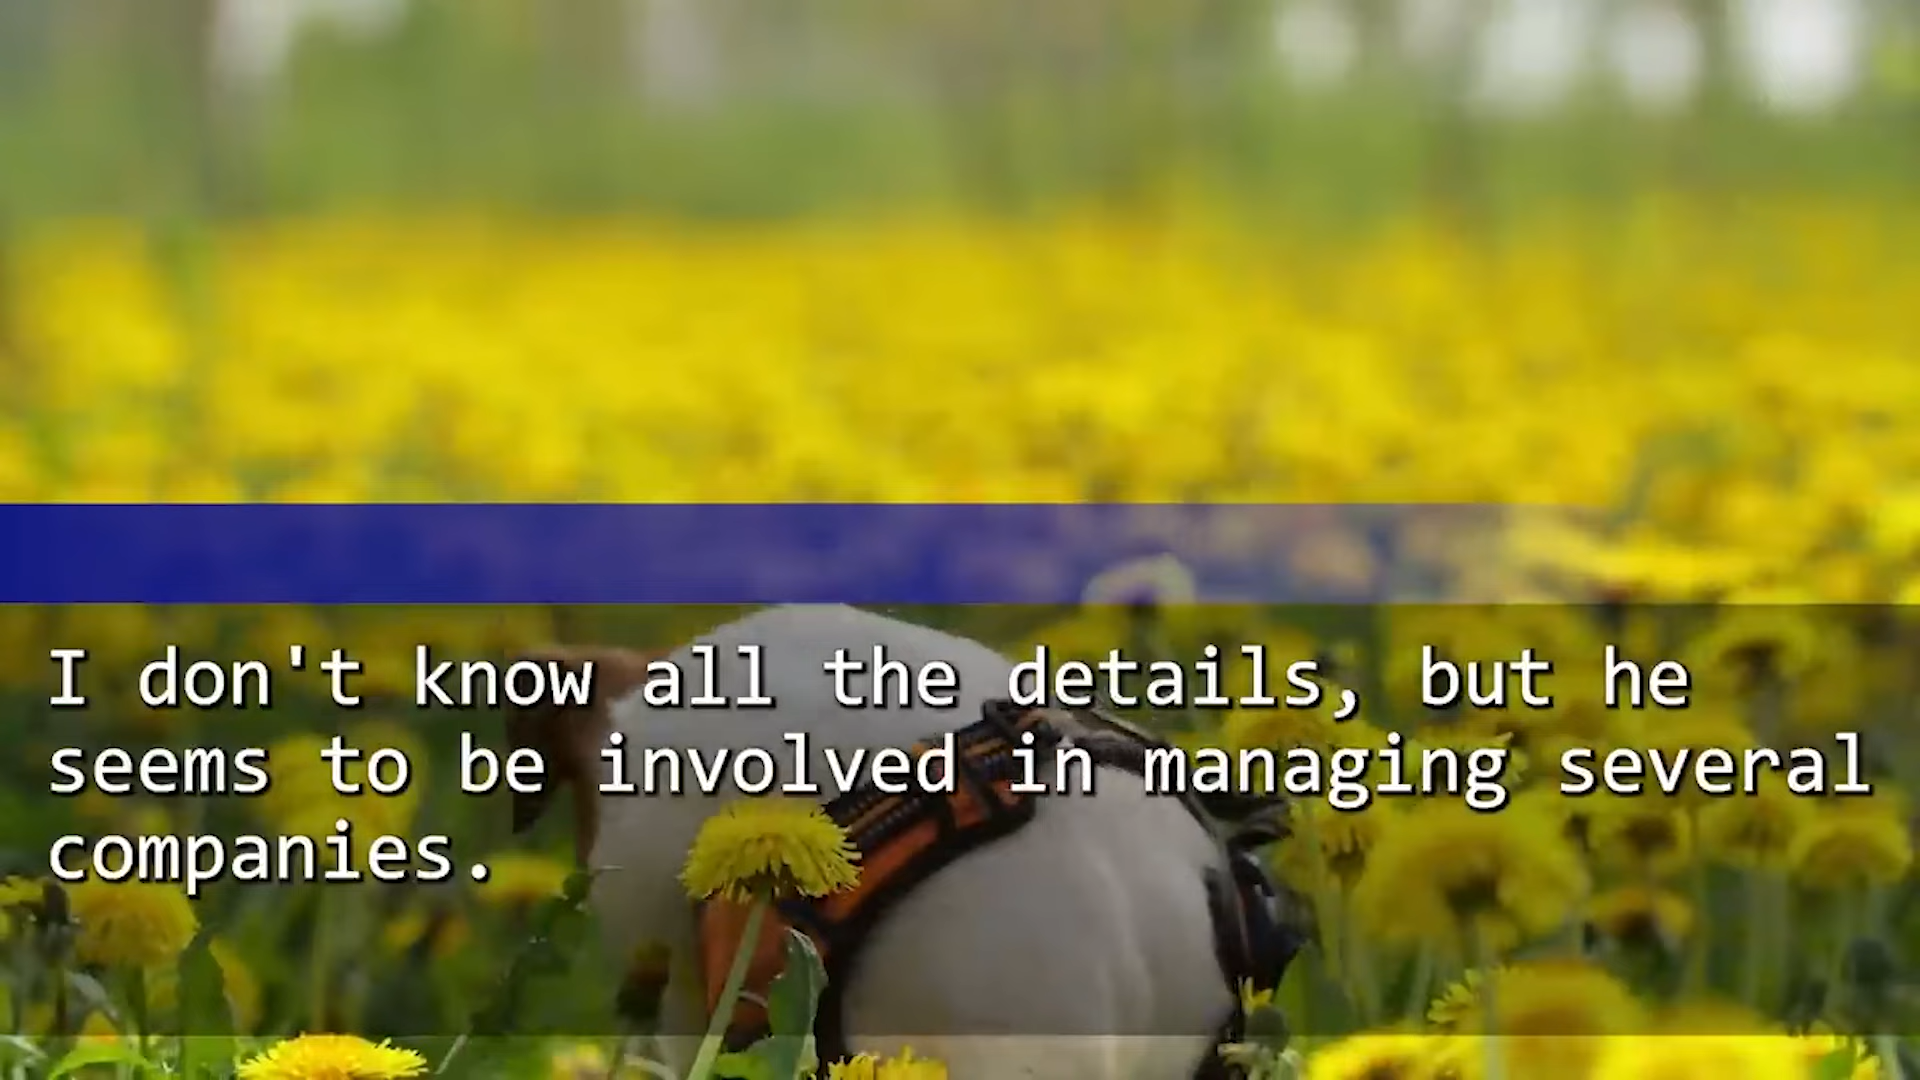 I don't know all the details, but he
seems to be involved in managing several
companies.